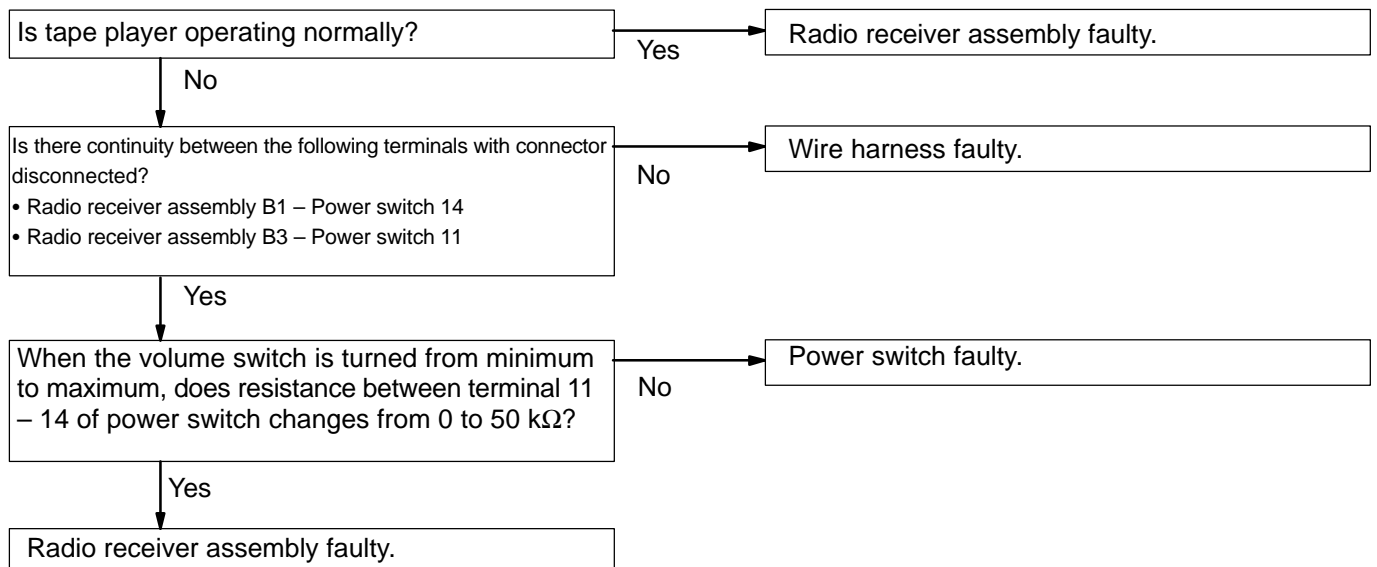 Is tape player operating normally?
Yes
Radio receiver assembly faulty.
No
Is there continuity between the following terminals with connector
disconnected?
• Radio receiver assembly B1 – Power switch 14
• Radio receiver assembly B3 – Power switch 11
No
Wire harness faulty.
Yes
When the volume switch is turned from minimum
to maximum, does resistance between terminal 11
– 14 of power switch changes from 0 to 50 kΩ?
No
Power switch faulty.
Yes
Radio receiver assembly faulty.